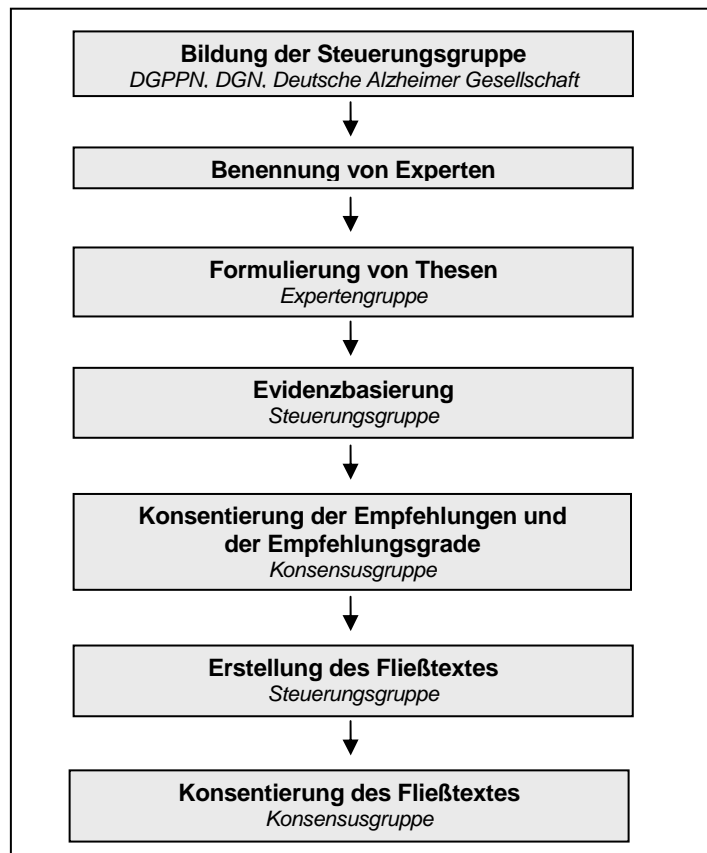 Bildung der Steuerungsgruppe
DGPPN, DGN, Deutsche Alzheimer Gesellschaft
Benennung von Experten
Formulierung von Thesen
Expertengruppe
Evidenzbasierung
Steuerungsgruppe
Konsentierung der Empfehlungen und
der Empfehlungsgrade
Konsensusgruppe
Erstellung des Fließtextes
Steuerungsgruppe
Konsentierung des Fließtextes
Konsensusgruppe